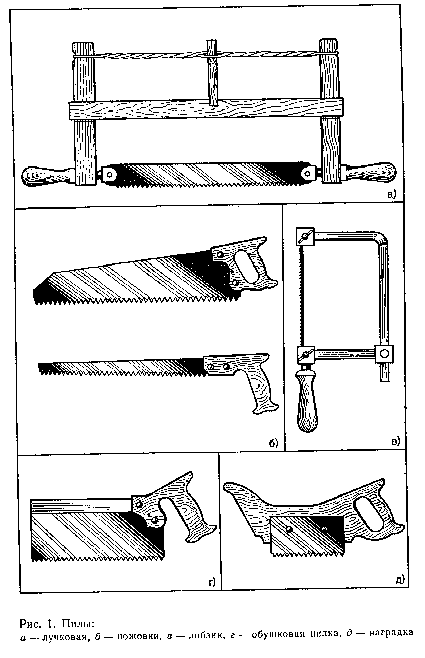 а)
б)
в)
г)
д)
Рис. 1. Пилы:
а — лучковая, б — ножовки, в — лобзик, г - обушковая пилка, д — наградка